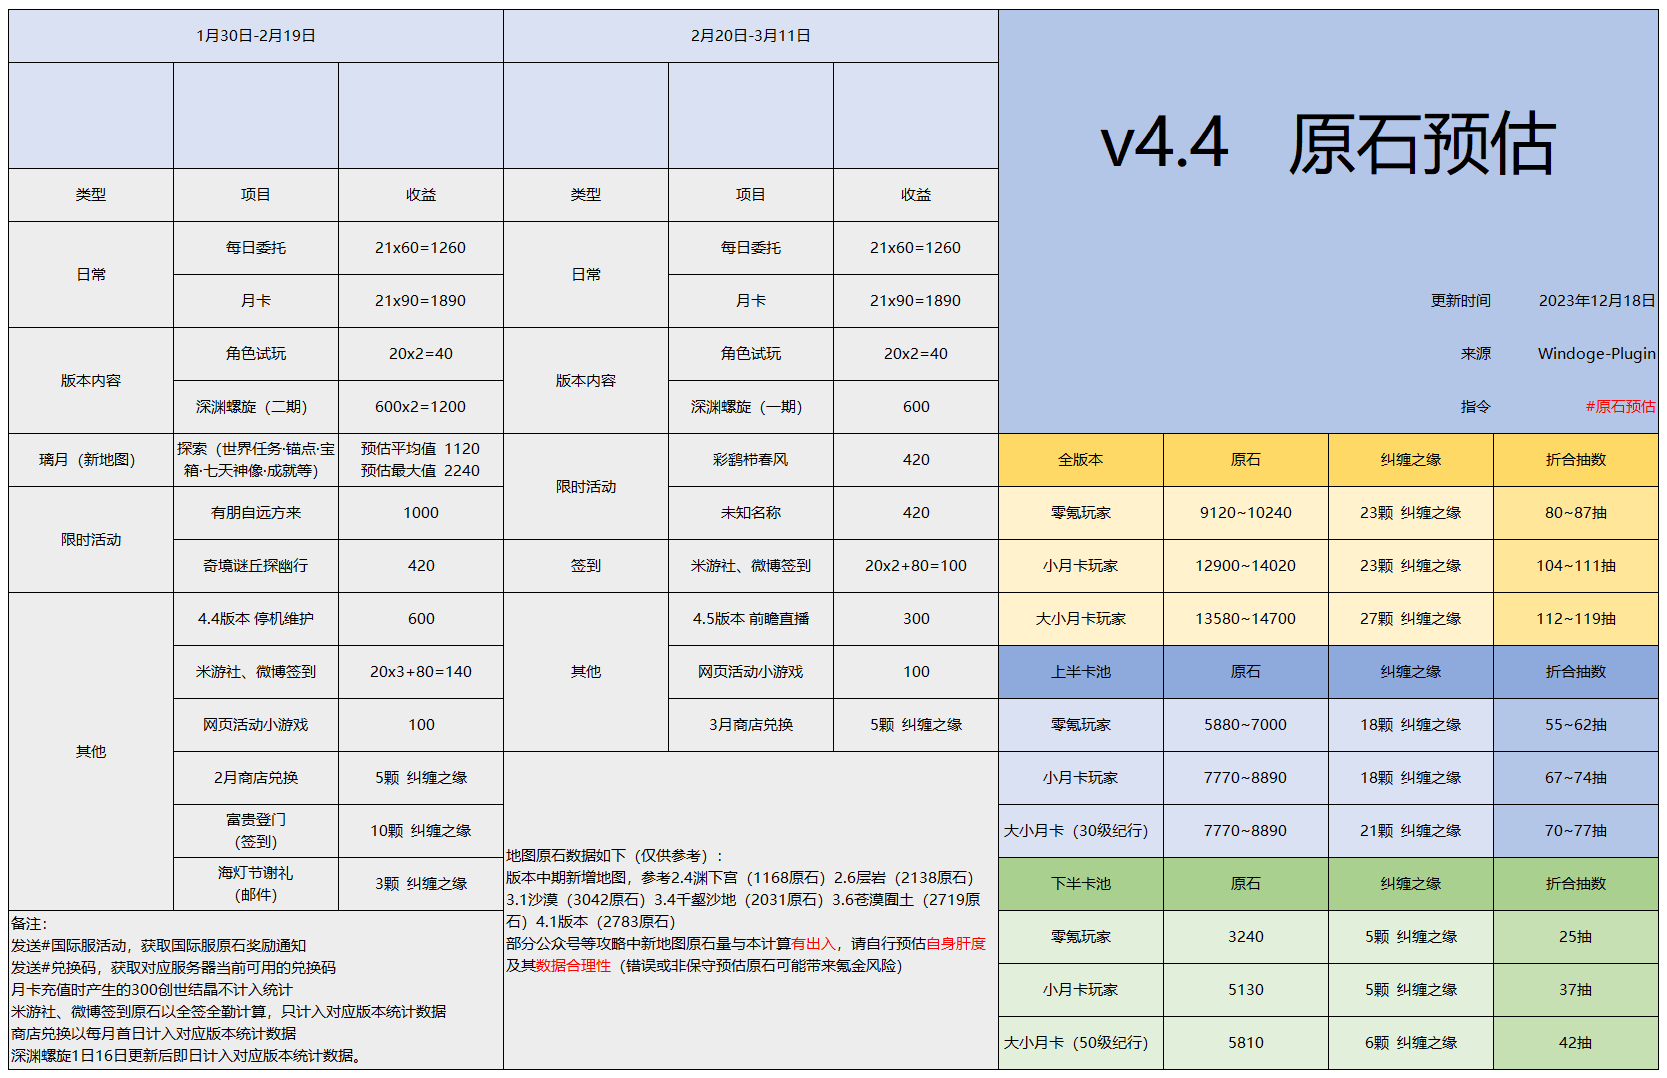 1月30日-2月19日
2月20日-3月11日
v4.4 原石预估
更新时间 2023年12月18日
来源 Windoge-Plugin
指令 #原石预估
类型 项目 收益
日常 每日委托 21x60=1260
月卡 21x90=1890
版本内容 角色试玩 20x2=40
深渊螺旋（二期） 600x2=1200
璃月（新地图） 探索（世界任务·锚点·宝
箱·七天神像·成就等）
预估平均值 1120
预估最大值 2240
限时活动 有朋自远方来 1000
奇境谜丘探幽行 420
其他 4.4版本 停机维护 600
米游社、微博签到 20x3+80=140
网页活动小游戏 100
2月商店兑换 5颗 纠缠之缘
富贵登门
（签到）
10颗 纠缠之缘
海灯节谢礼
（邮件）
3颗 纠缠之缘
备注：
发送#国际服活动，获取国际服原石奖励通知
发送#兑换码，获取对应服务器当前可用的兑换码
月卡充值时产生的300创世结晶不计入统计
米游社、微博签到原石以全签全勤计算，只计入对应版本统计数据
商店兑换以每月首日计入对应版本统计数据
深渊螺旋1日16日更新后即日计入对应版本统计数据。
类型 项目 收益
日常 每日委托 21x60=1260
月卡 21x90=1890
版本内容 角色试玩 20x2=40
深渊螺旋（一期） 600
限时活动 彩鹞栉春风 420
未知名称 420
签到 米游社、微博签到 20x2+80=100
其他 4.5版本 前瞻直播 300
网页活动小游戏 100
3月商店兑换 5颗 纠缠之缘
地图原石数据如下（仅供参考）：
版本中期新增地图，参考2.4渊下宫（1168原石）2.6层岩（2138原石）
3.1沙漠（3042原石）3.4千壑沙地（2031原石）3.6苍漠囿土（2719原
石）4.1版本（2783原石）
部分公众号等攻略中新地图原石量与本计算有出入，请自行预估自身肝度
及其数据合理性（错误或非保守预估原石可能带来氪金风险）
全版本 原石 纠缠之缘 折合抽数
零氪玩家 9120~10240 23颗 纠缠之缘 80~87抽
小月卡玩家 12900~14020 23颗 纠缠之缘 104~111抽
大小月卡玩家 13580~14700 27颗 纠缠之缘 112~119抽
上半卡池 原石 纠缠之缘 折合抽数
零氪玩家 5880~7000 18颗 纠缠之缘 55~62抽
小月卡玩家 7770~8890 18颗 纠缠之缘 67~74抽
大小月卡（30级纪行） 7770~8890 21颗 纠缠之缘 70~77抽
下半卡池 原石 纠缠之缘 折合抽数
零氪玩家 3240 5颗 纠缠之缘 25抽
小月卡玩家 5130 5颗 纠缠之缘 37抽
大小月卡（50级纪行） 5810 6颗 纠缠之缘 42抽